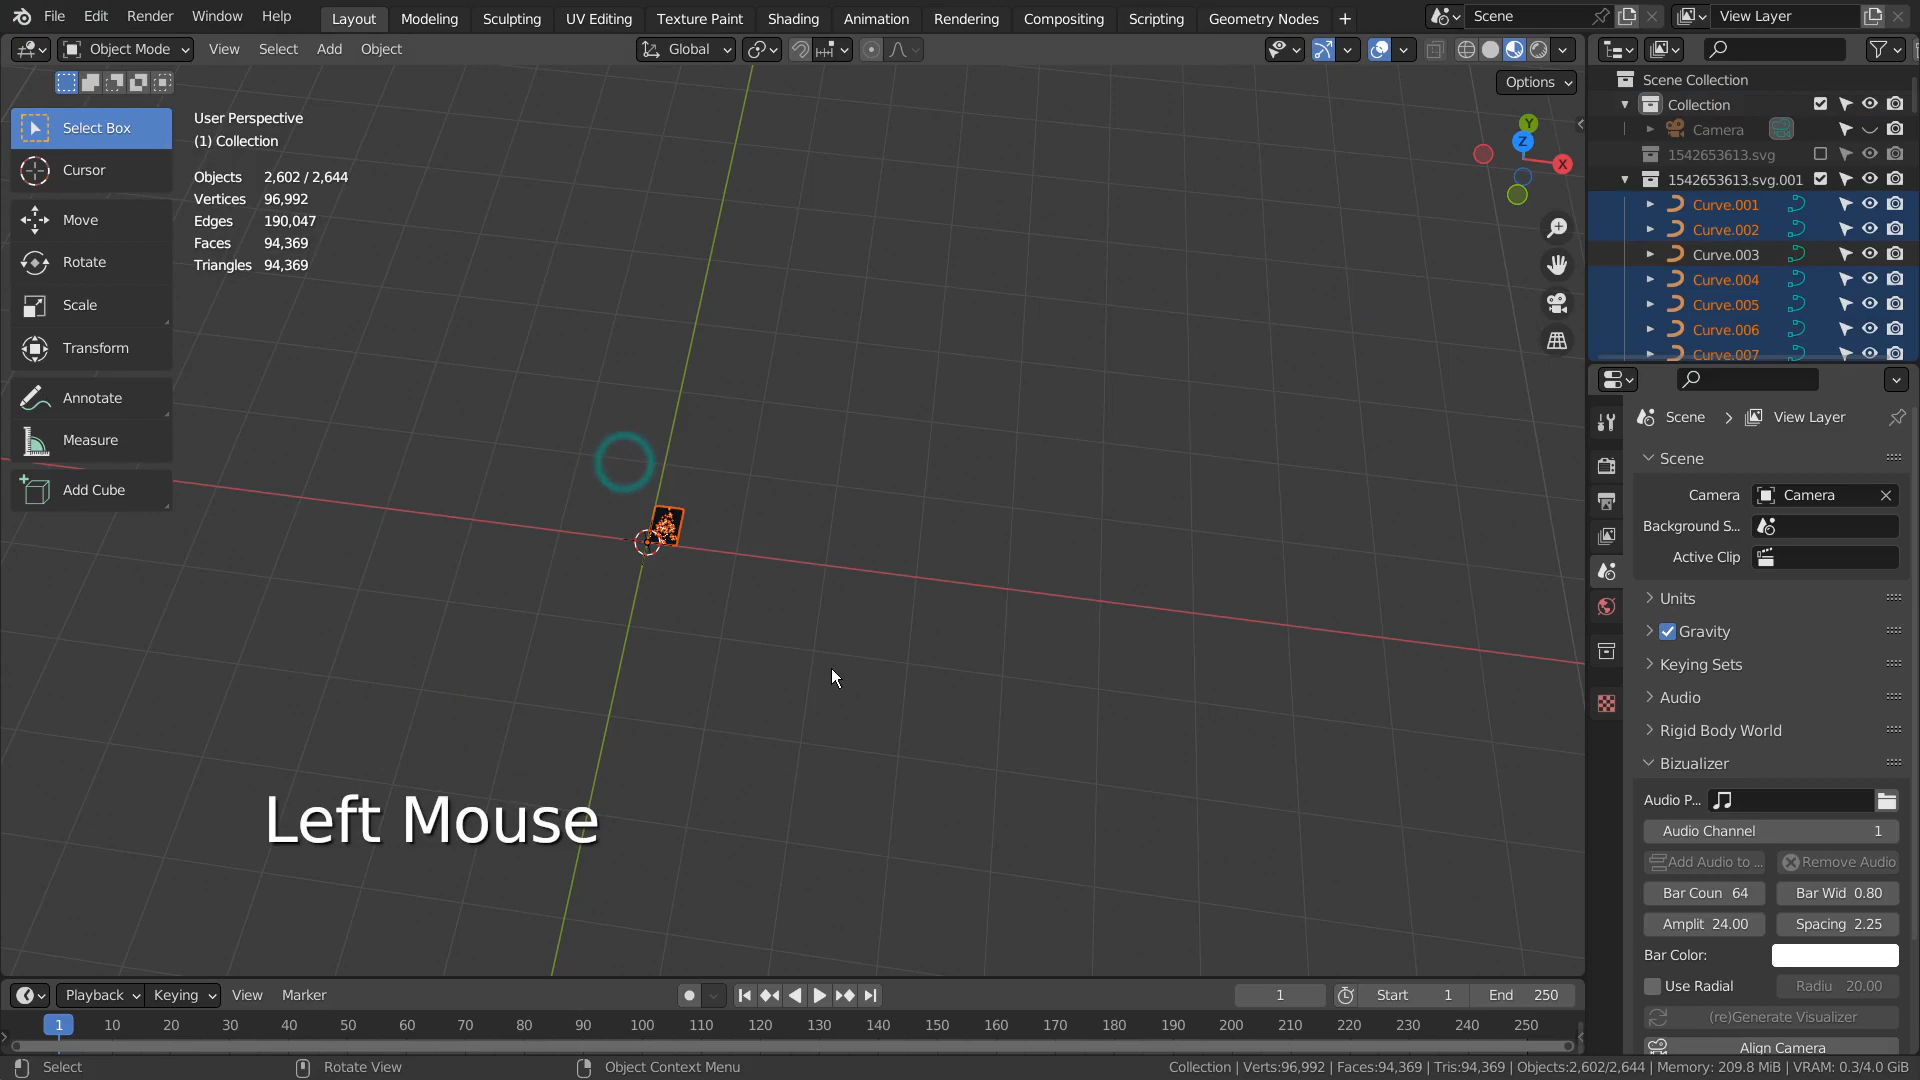 File Edit Render Window Help Layout Modeling Sculpting UV Editing Texture Paint Shading Animation Rendering Compositing Scripting Geometry Nodes + Scene View Layer
Object Mode View Select Add Object Global
Options
Select Box
Cursor
Move
Rotate
Scale
Transform
Annotate
Measure
Add Cube
User Perspective
(1) Collection
Objects 2,602 / 2,644
Vertices 96,992
Edges 190,047
Faces 94,369
Triangles 94,369
Y
Z
X
Left Mouse
Scene Collection
Collection
Camera
1542653613.svg
1542653613.svg.001
Curve.001
Curve.002
Curve.003
Curve.004
Curve.005
Curve.006
Curve.007
Scene View Layer
Scene
Camera Camera
Background S...
Active Clip
Units
Gravity
Keying Sets
Audio
Rigid Body World
Bizualizer
Audio P...
Audio Channel 1
Add Audio to ... Remove Audio
Bar Coun 64 Bar Wid 0.80
Amplit 24.00 Spacing 2.25
Bar Color:
Use Radial Radiu 20.00
(re)Generate Visualizer
Align Camera
Playback Keying View Marker 1 Start 1 End 250
1 10 20 30 40 50 60 70 80 90 100 110 120 130 140 150 160 170 180 190 200 210 220 230 240 250
Select Rotate View Object Context Menu Collection | Verts:96,992 | Faces:94,369 | Tris:94,369 | Objects:2,602/2,644 | Memory: 209.8 MiB | VRAM: 0.3/4.0 GiB